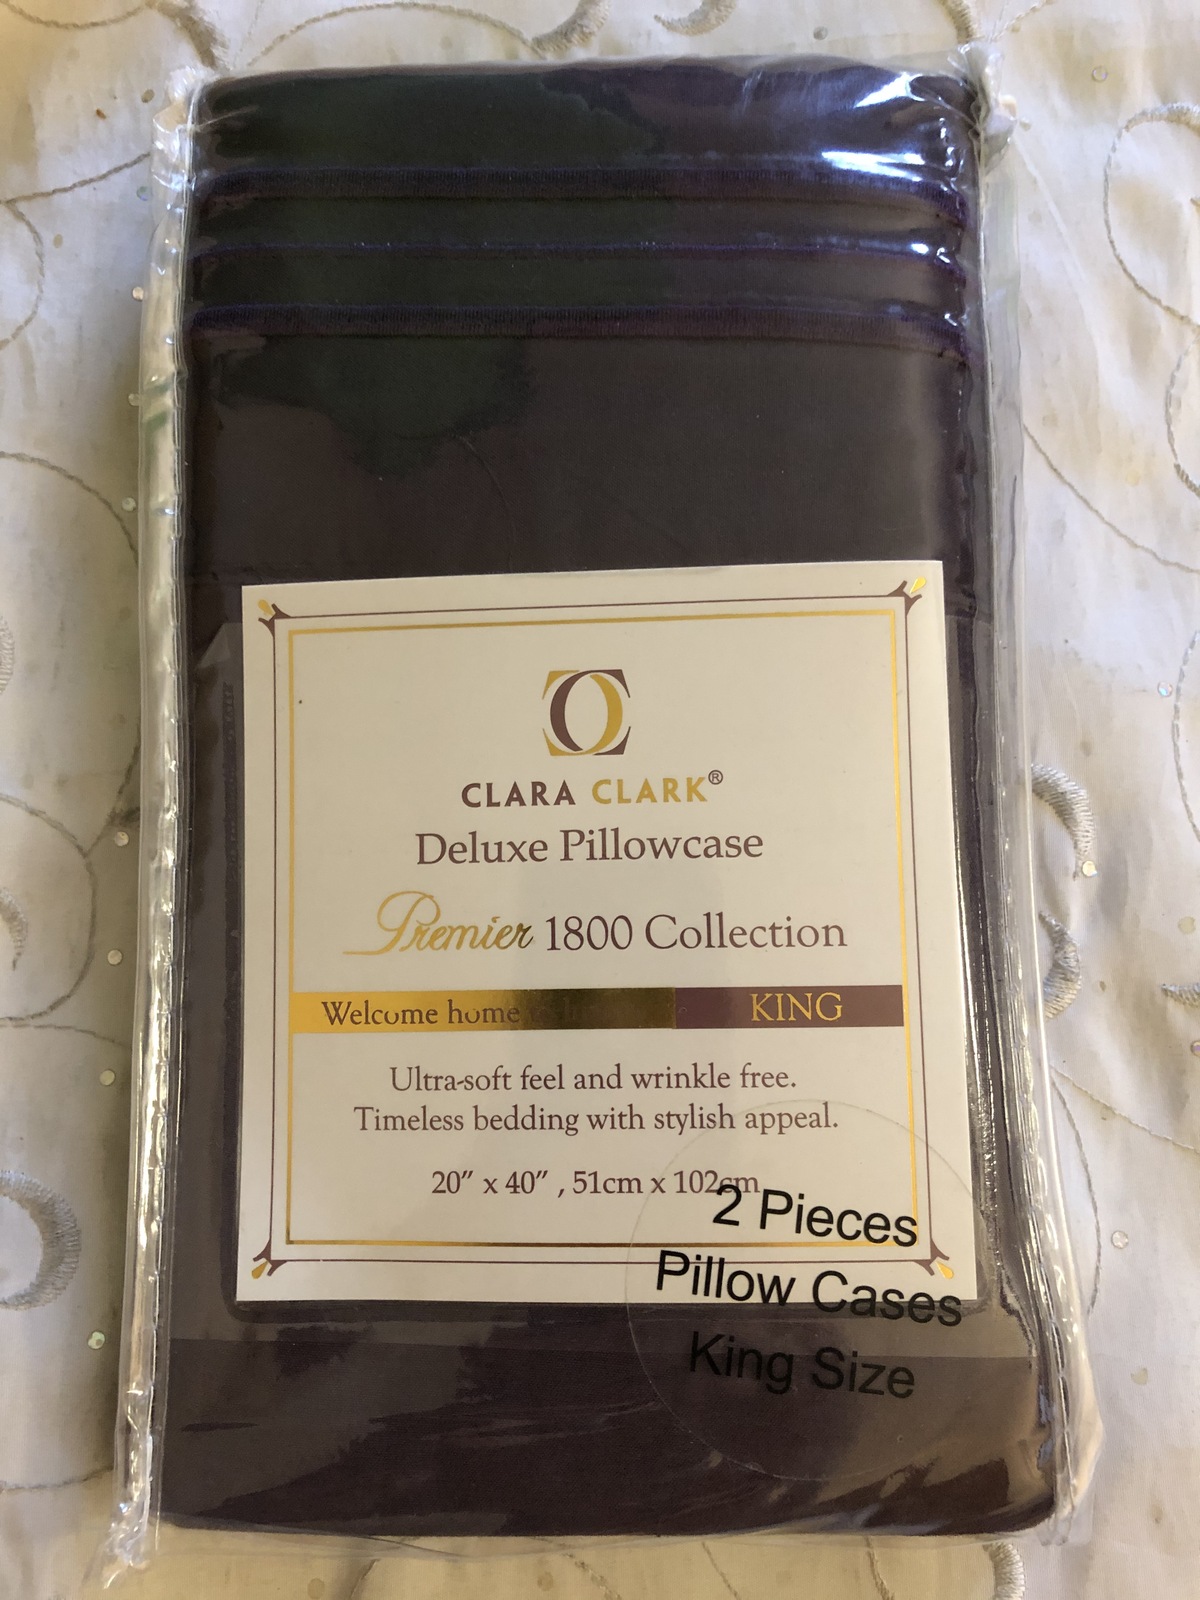 CLARA CLARK®
Deluxe Pillowcase
Premier 1800 Collection
Welcome home
KING
Ultra-soft feel and wrinkle free.
Timeless bedding with stylish appeal.
20" x 40" , 51cm x 102cm
2 Pieces
Pillow Cases
King Size